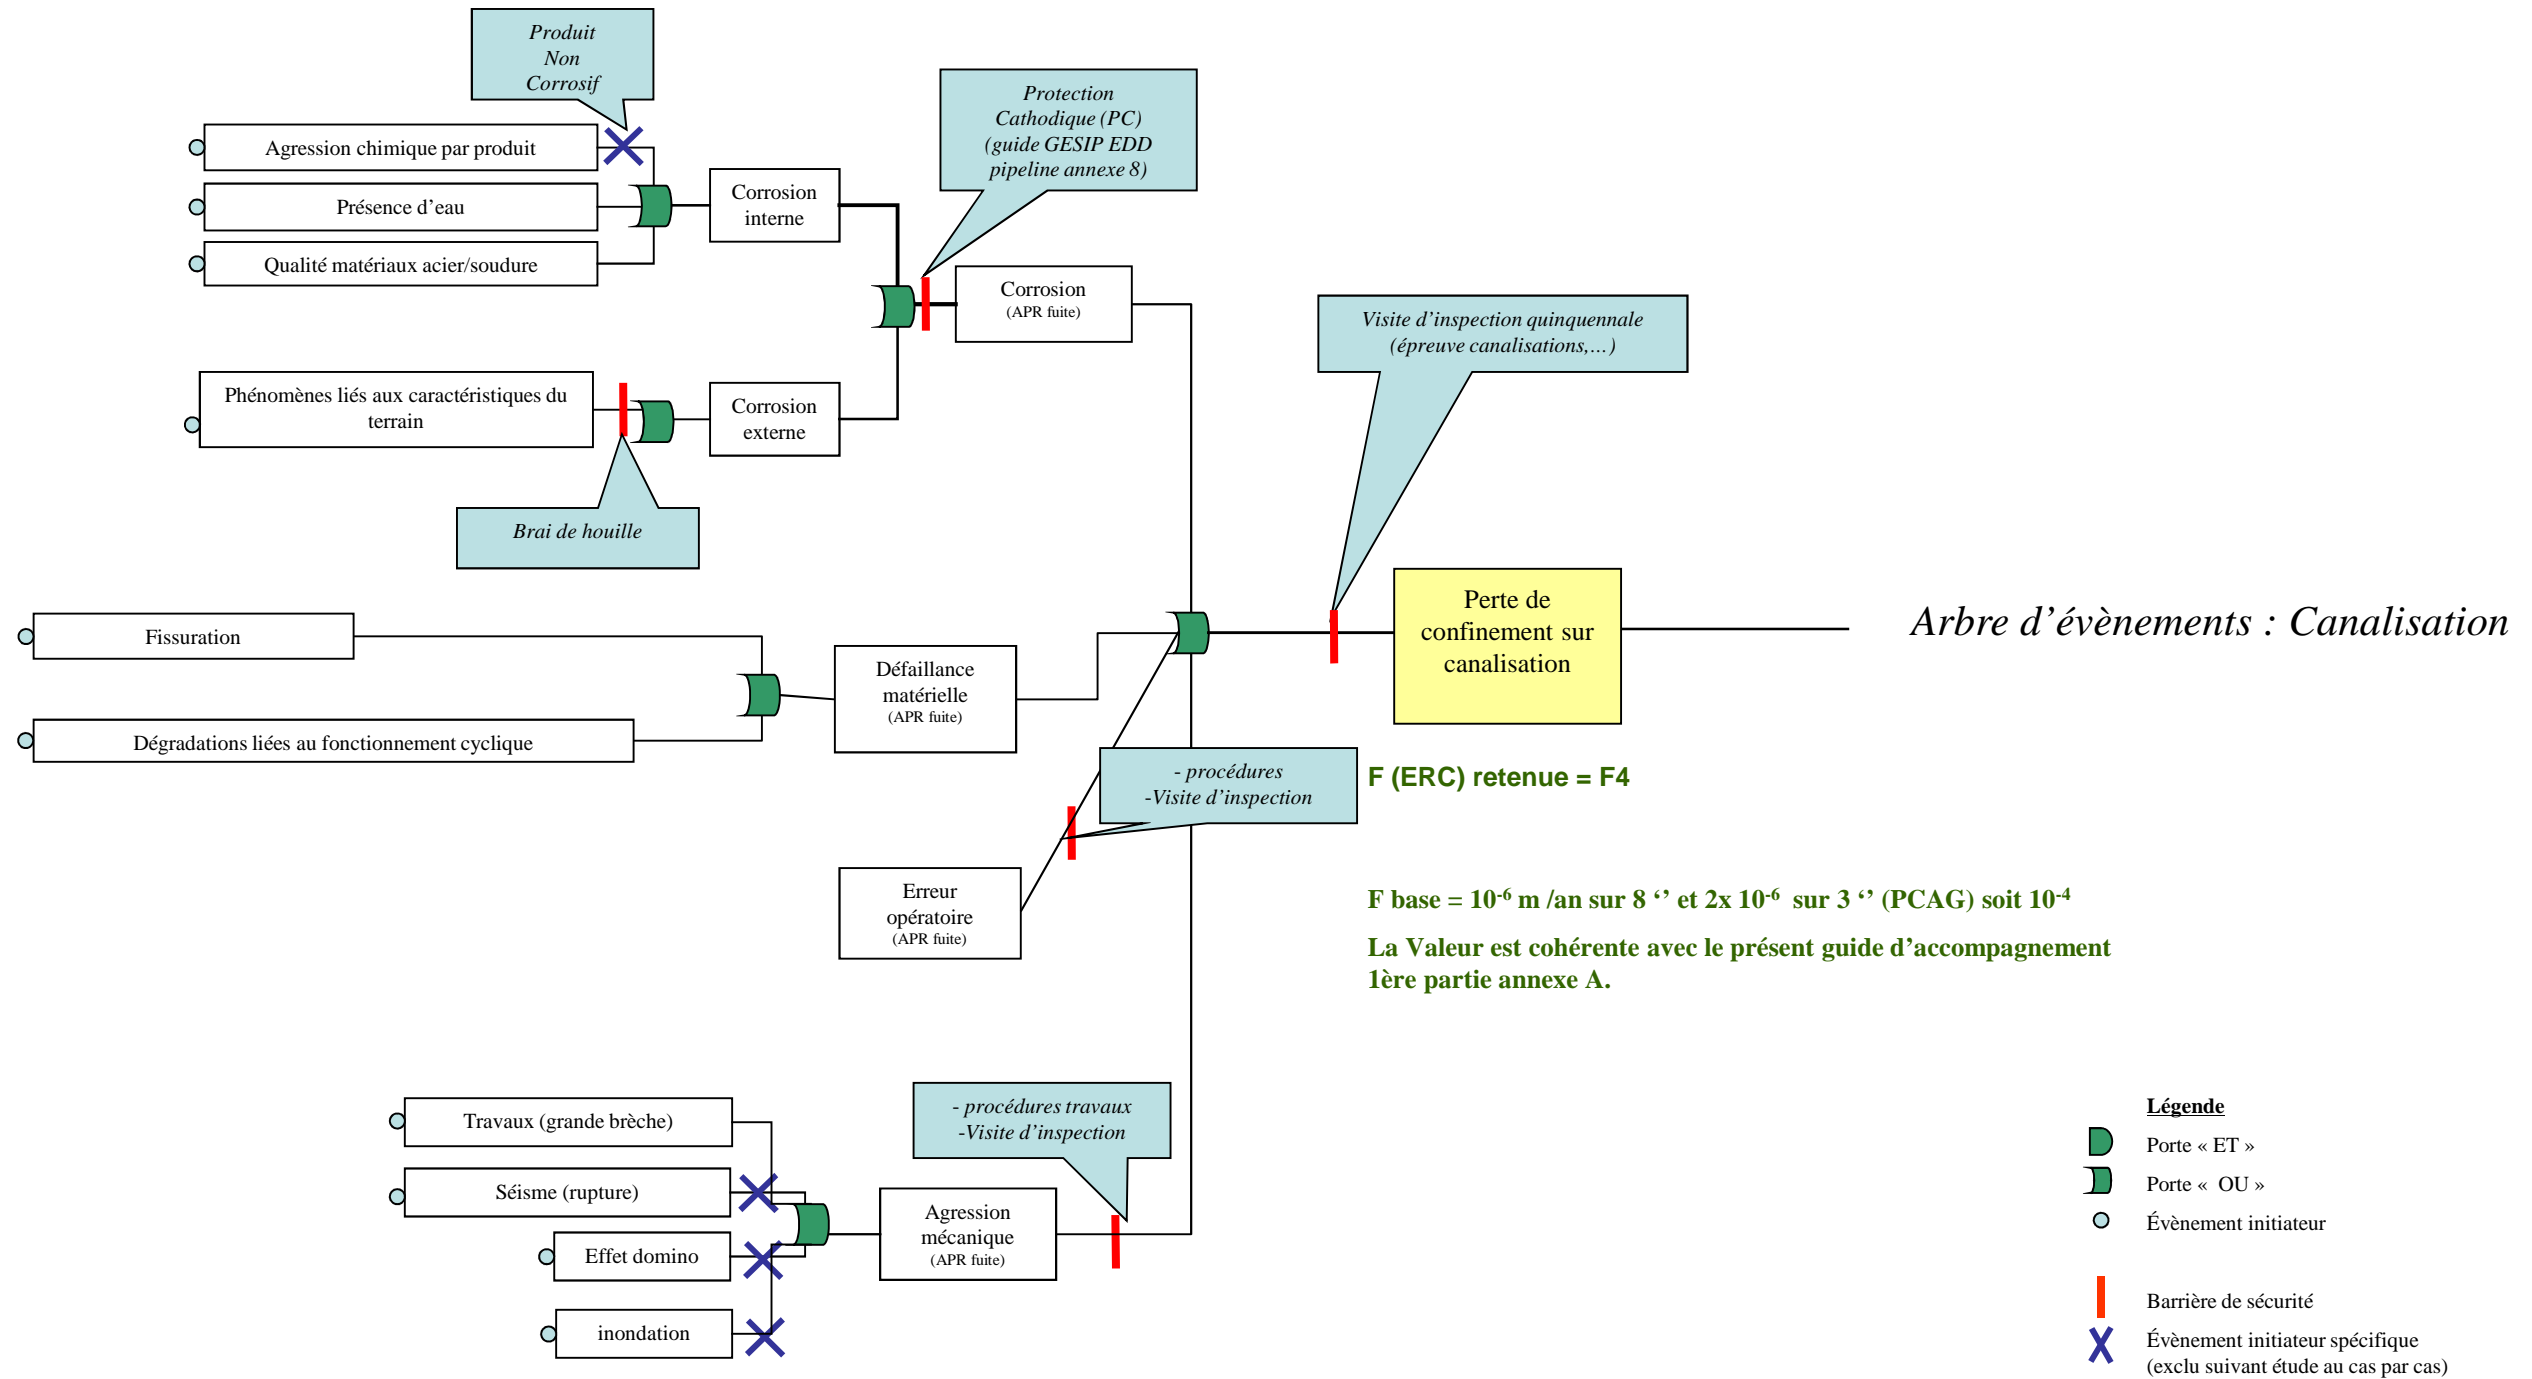 Produit
Non
Corrosif
Protection
Cathodique (PC)
(guide GESIP EDD
pipeline annexe 8)
Agression chimique par produit
Présence d’eau
Qualité matériaux acier/soudure
Corrosion
interne
Corrosion
(APR fuite)
Visite d’inspection quinquennale
(épreuve canalisations,…)
Phénomènes liés aux caractéristiques du
terrain
Corrosion
externe
Brai de houille
Fissuration
Dégradations liées au fonctionnement cyclique
Défaillance
matérielle
(APR fuite)
Perte de
confinement sur
canalisation
Arbre d’évènements : Canalisation
- procédures
-Visite d’inspection
F (ERC) retenue = F4
Erreur
opératoire
(APR fuite)
F base = 10⁻⁶ m /an sur 8 ‘’ et 2x 10⁻⁶ sur 3 ‘’ (PCAG) soit 10⁻⁴
La Valeur est cohérente avec le présent guide d’accompagnement
1ère partie annexe A.
Travaux (grande brèche)
Séisme (rupture)
Effet domino
inondation
- procédures travaux
-Visite d’inspection
Agression
mécanique
(APR fuite)
Légende
Porte « ET »
Porte « OU »
Évènement initiateur
Barrière de sécurité
Évènement initiateur spécifique
(exclu suivant étude au cas par cas)